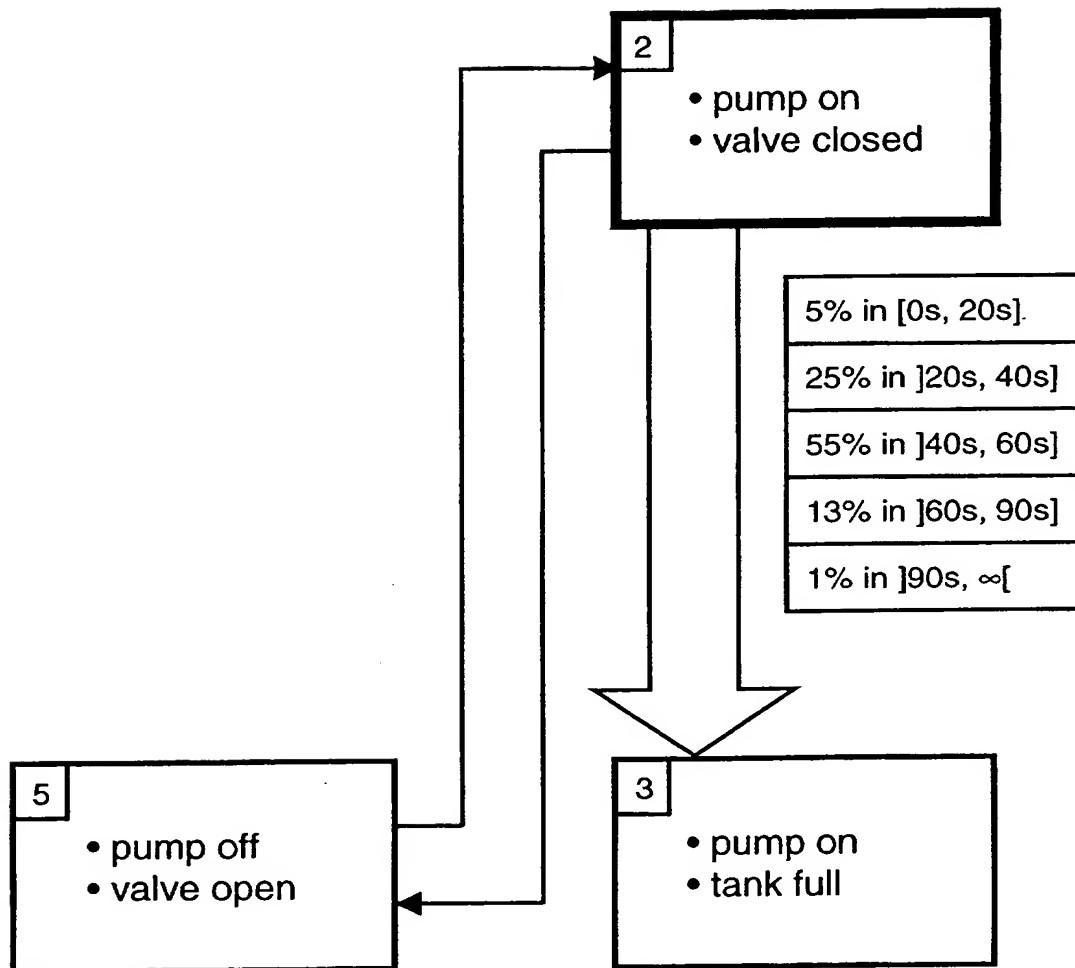 2
• pump on
• valve closed
5% in [0s, 20s].
25% in ]20s, 40s]
55% in ]40s, 60s]
13% in ]60s, 90s]
1% in ]90s, ∞[
5
• pump off
• valve open
3
• pump on
• tank full